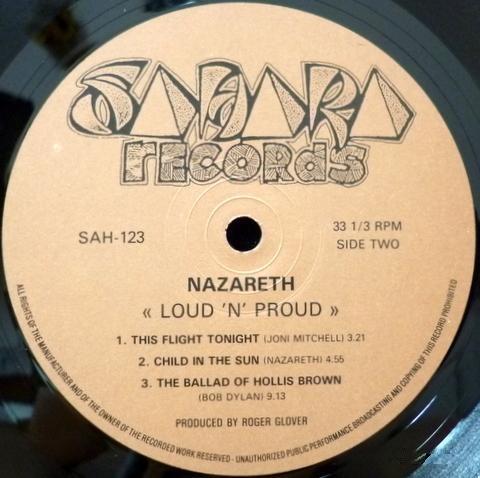 SAHARA
records
SAH-123
33 1/3 RPM
SIDE TWO
NAZARETH
« LOUD 'N' PROUD »
1. THIS FLIGHT TONIGHT (JONI MITCHELL) 3.21
2. CHILD IN THE SUN (NAZARETH) 4.55
3. THE BALLAD OF HOLLIS BROWN
(BOB DYLAN) 9.13
PRODUCED BY ROGER GLOVER
ALL RIGHTS OF THE MANUFACTURER AND OF THE OWNER OF THE RECORDED WORK RESERVED - UNAUTHORIZED PUBLIC PERFORMANCE BROADCASTING AND COPYING OF THIS RECORD PROHIBITED